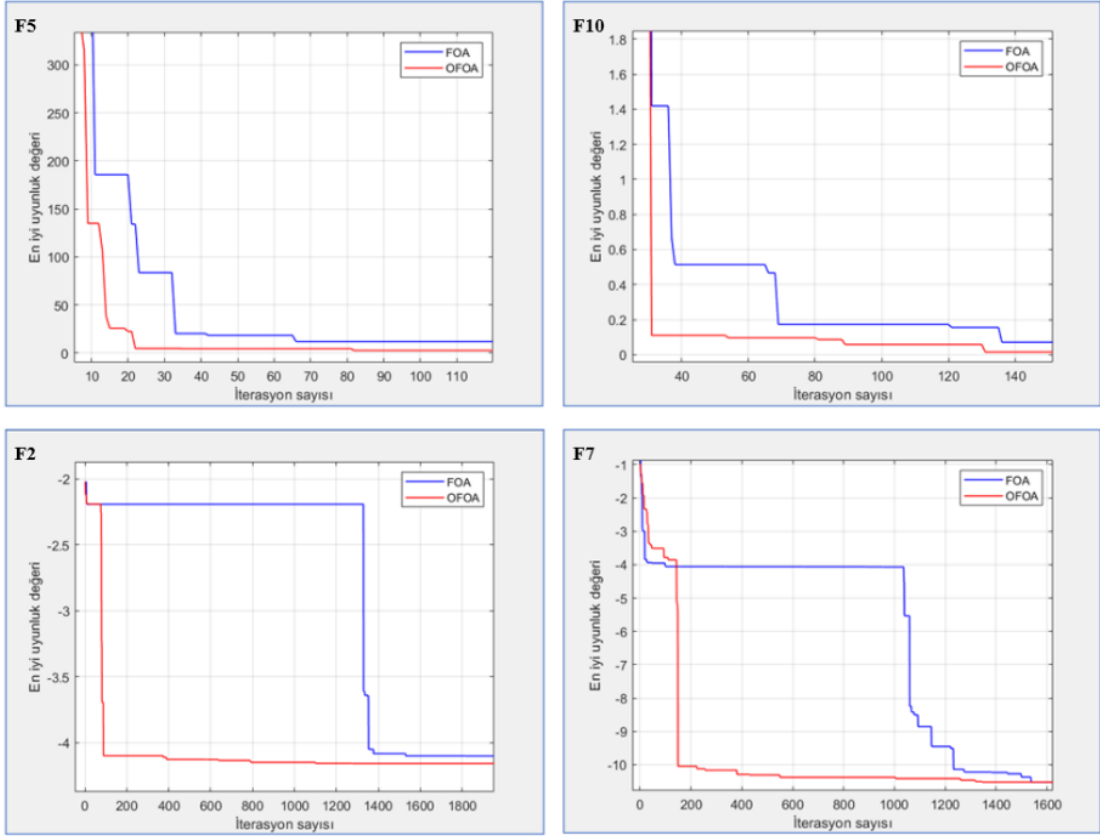 F5
FOA
OFOA
300
250
200
150
100
50
0
En iyi uyunluk değeri
10 20 30 40 50 60 70 80 90 100 110
İterasyon sayısı
F10
FOA
OFOA
1.8
1.6
1.4
1.2
1
0.8
0.6
0.4
0.2
0
En iyi uyunluk değeri
40 60 80 100 120 140
İterasyon sayısı
F2
FOA
OFOA
-2
-2.5
-3
-3.5
-4
En iyi uyunluk değeri
0 200 400 600 800 1000 1200 1400 1600 1800
İterasyon sayısı
F7
FOA
OFOA
-1
-2
-3
-4
-5
-6
-7
-8
-9
-10
En iyi uyunluk değeri
0 200 400 600 800 1000 1200 1400 1600
İterasyon sayısı